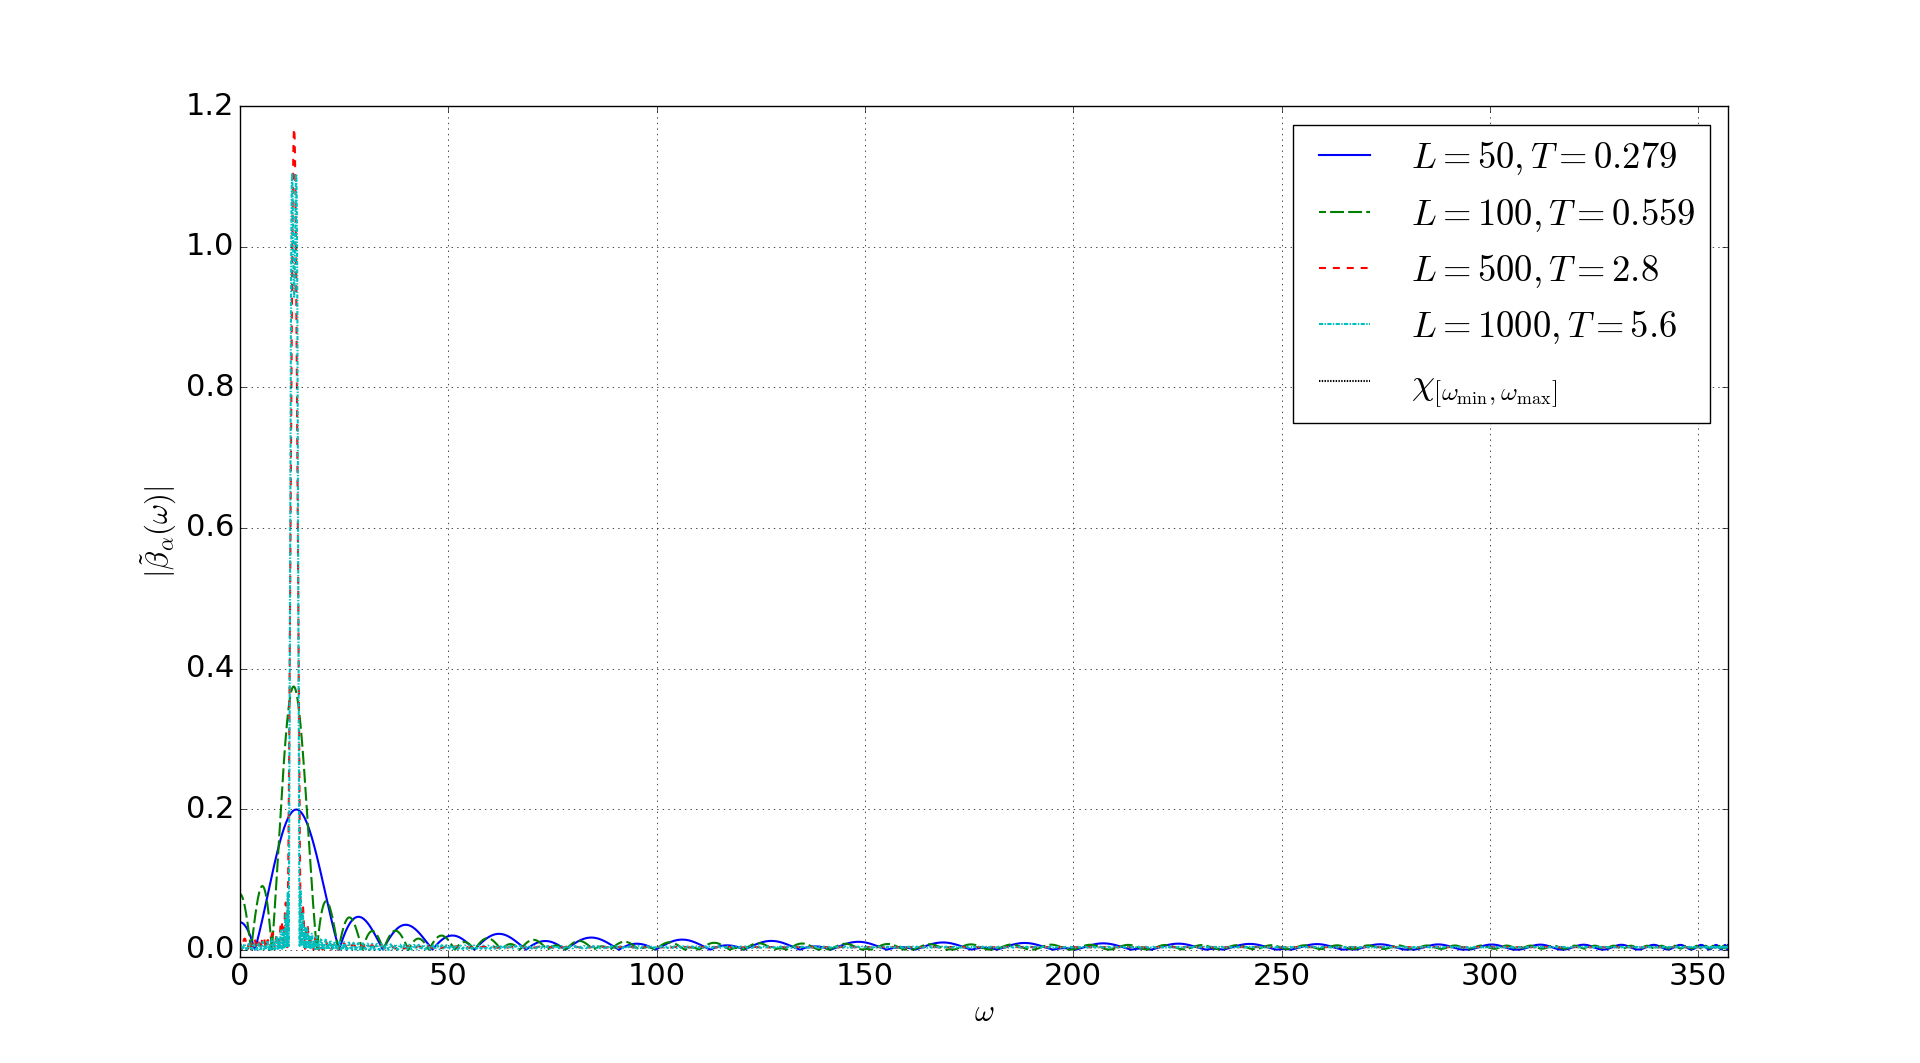 1.2
1.0
0.8
0.6
0.4
0.2
0.0
|β̃_α(ω)|
0 50 100 150 200 250 300 350
ω
L = 50, T = 0.279
L = 100, T = 0.559
L = 500, T = 2.8
L = 1000, T = 5.6
χ_[ω_min, ω_max]